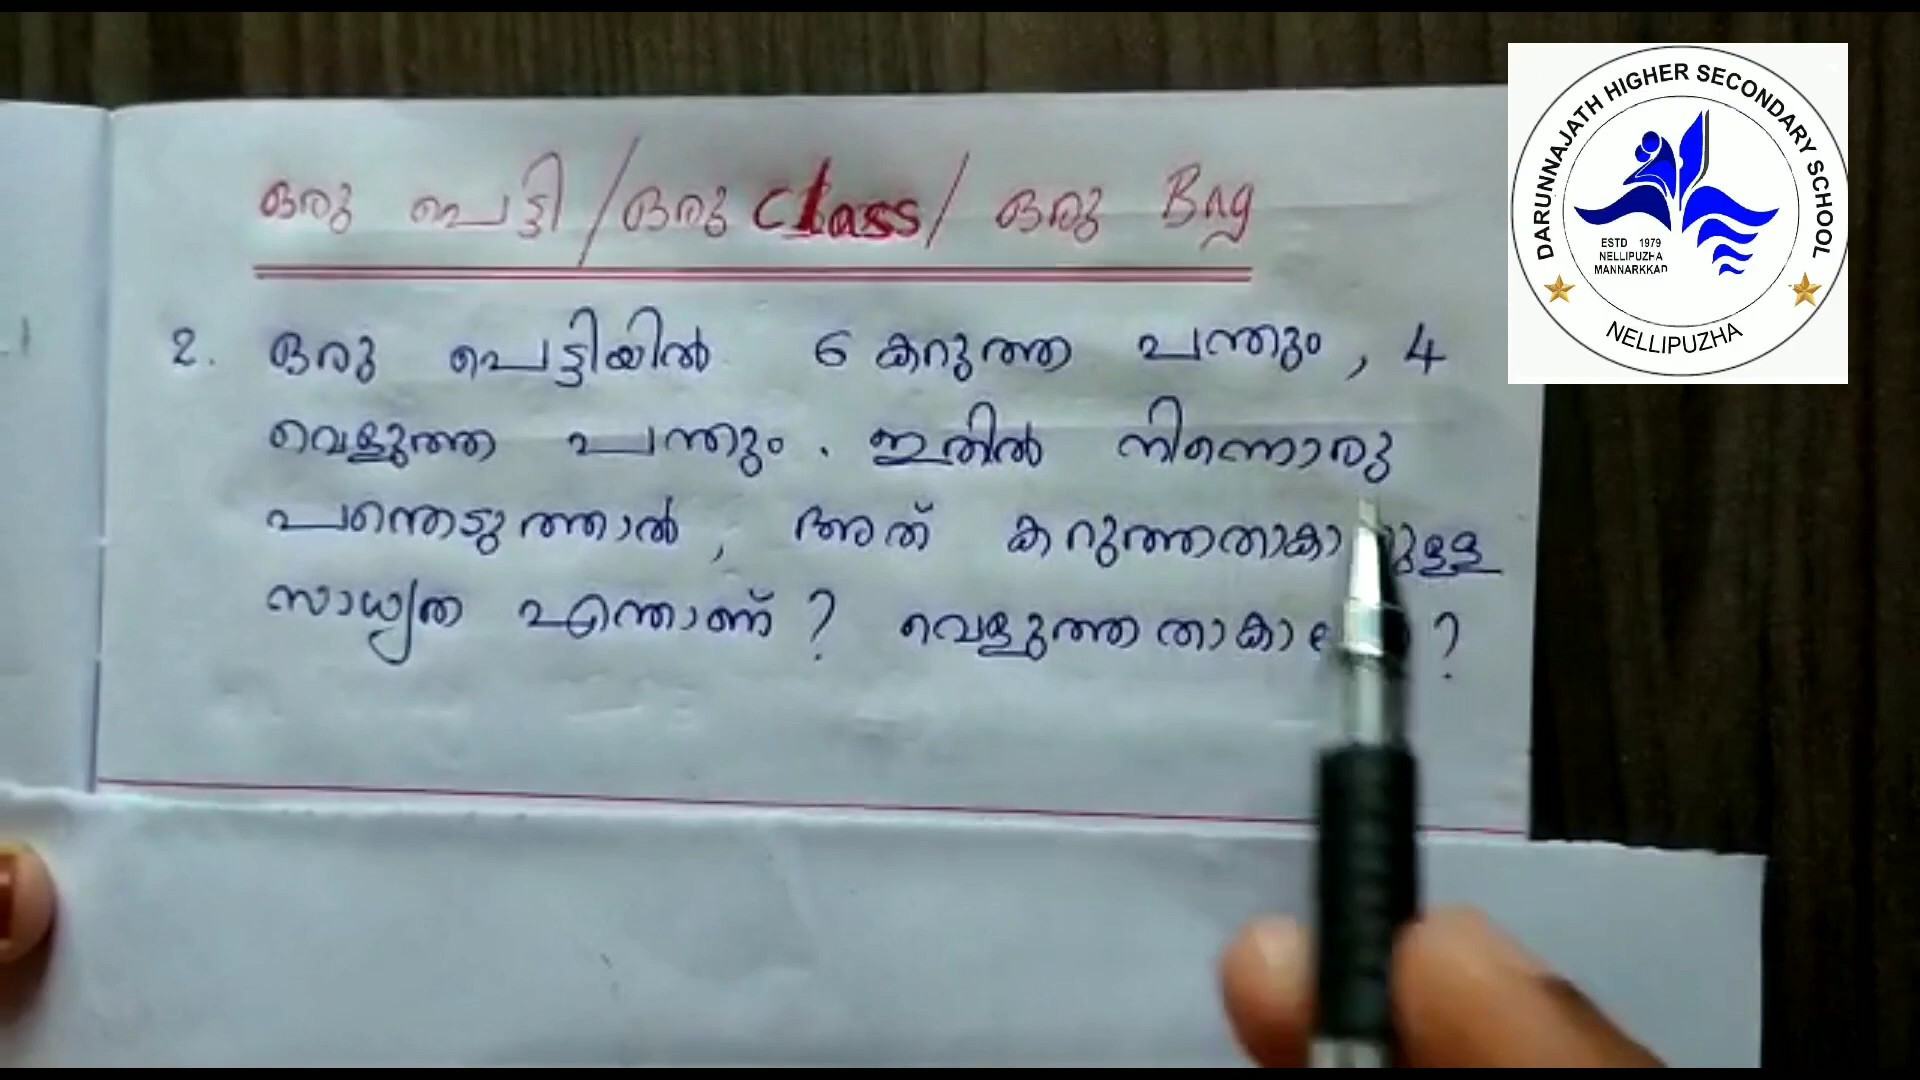 ഒരു പെട്ടി / ഒരു Class / ഒരു Bag
2. ഒരു പെട്ടിയിൽ 6 കറുത്ത പന്തും, 4
വെളുത്ത പന്തും. ഇതിൽ നിന്നൊരു
പന്തെടുത്താൽ, അത് കറുത്തതാകാ
സാധ്യത എന്താണ്? വെളുത്തതാകാ ?
DARUNNAJATH HIGHER SECONDARY SCHOOL
ESTD 1979
NELLIPUZHA
MANNARKKAD
NELLIPUZHA